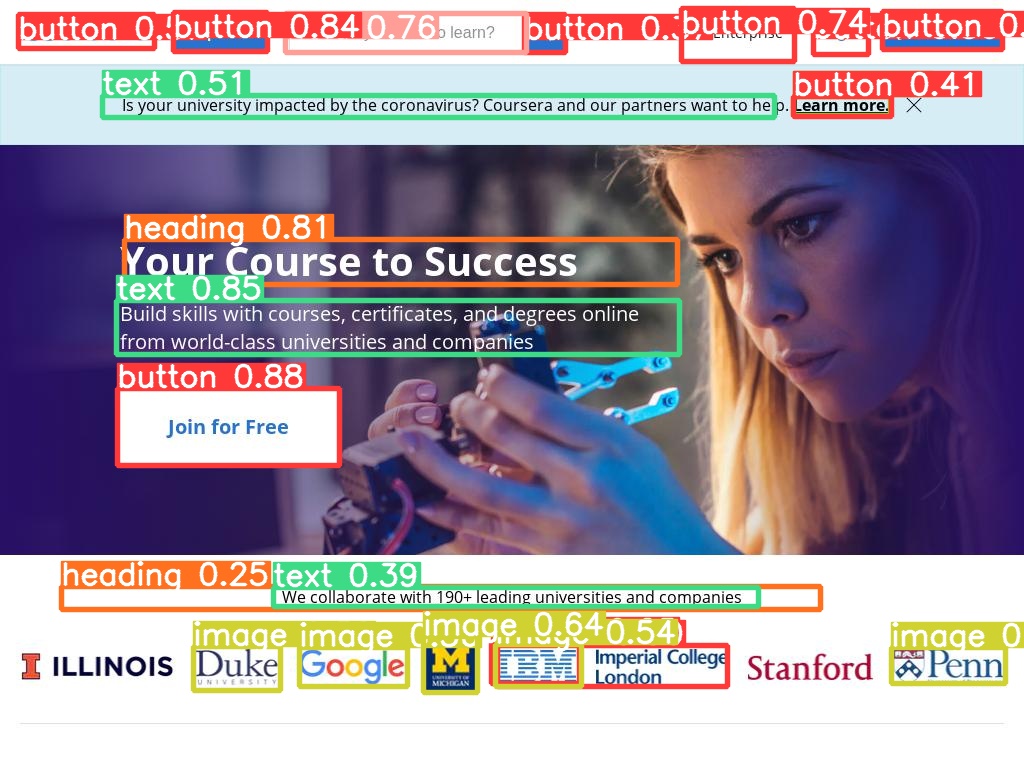 button 0.
button 0.84 0.76 to learn? button 0. button 0.74 button 0.
Enterprise
text 0.51 button 0.41
Is your university impacted by the coronavirus? Coursera and our partners want to help. Learn more.
heading 0.81
Your Course to Success
text 0.85
Build skills with courses, certificates, and degrees online
from world-class universities and companies
button 0.88
Join for Free
heading 0.25 text 0.39
We collaborate with 190+ leading universities and companies
image image 0. image 0.64 0.54 image 0
I ILLINOIS Duake Google M IBM Imperial College Stanford Penn
UNIVERSITY UNIVERSITY OF London
MICHIGAN